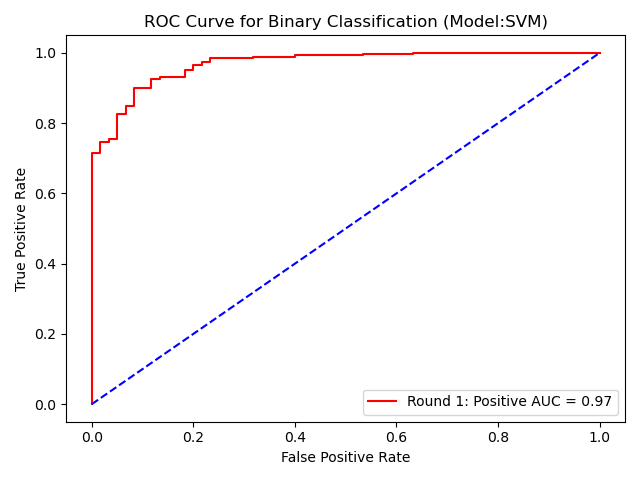 ROC Curve for Binary Classification (Model:SVM)
True Positive Rate
1.0
0.8
0.6
0.4
0.2
0.0
Round 1: Positive AUC = 0.97
0.0 0.2 0.4 0.6 0.8 1.0
False Positive Rate